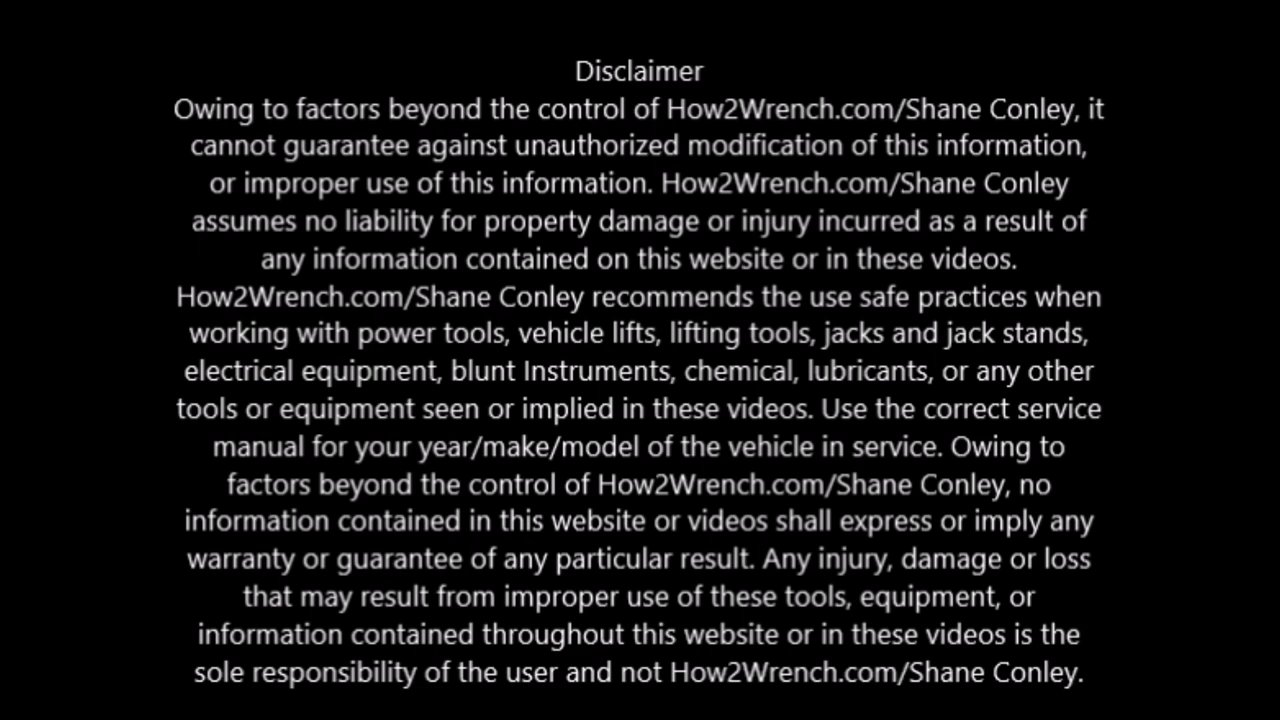 Disclaimer
Owing to factors beyond the control of How2Wrench.com/Shane Conley, it
cannot guarantee against unauthorized modification of this information,
or improper use of this information. How2Wrench.com/Shane Conley
assumes no liability for property damage or injury incurred as a result of
any information contained on this website or in these videos.
How2Wrench.com/Shane Conley recommends the use safe practices when
working with power tools, vehicle lifts, lifting tools, jacks and jack stands,
electrical equipment, blunt Instruments, chemical, lubricants, or any other
tools or equipment seen or implied in these videos. Use the correct service
manual for your year/make/model of the vehicle in service. Owing to
factors beyond the control of How2Wrench.com/Shane Conley, no
information contained in this website or videos shall express or imply any
warranty or guarantee of any particular result. Any injury, damage or loss
that may result from improper use of these tools, equipment, or
information contained throughout this website or in these videos is the
sole responsibility of the user and not How2Wrench.com/Shane Conley.